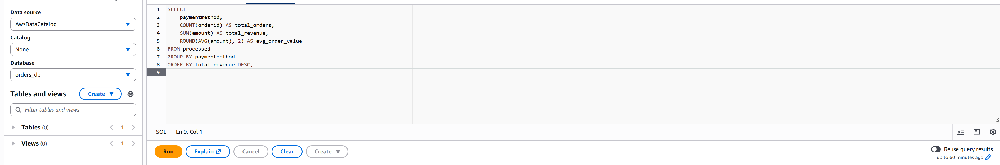 Data source
AwsDataCatalog
Catalog
None
Database
orders_db
Tables and views
Create
Filter tables and views
Tables (0)
1
Views (0)
1
1 SELECT
2 paymentmethod,
3 COUNT(orderid) AS total_orders,
4 SUM(amount) AS total_revenue,
5 ROUND(AVG(amount), 2) AS avg_order_value
6 FROM processed
7 GROUP BY paymentmethod
8 ORDER BY total_revenue DESC;
9
SQL Ln 9, Col 1
Run Explain Cancel Clear Create
Reuse query results
up to 60 minutes ago